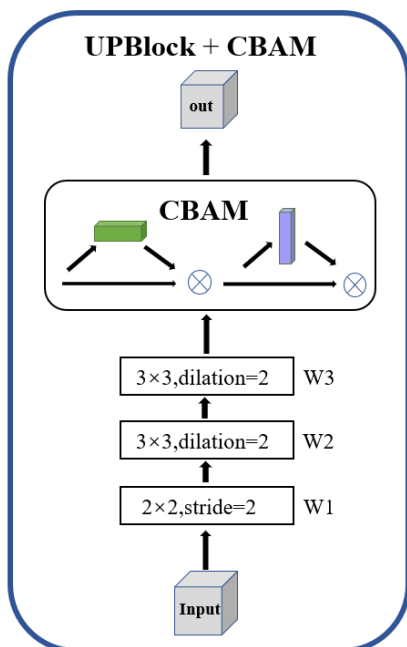 UPBlock + CBAM
out
CBAM
3×3,dilation=2 W3
3×3,dilation=2 W2
2×2,stride=2 W1
Input